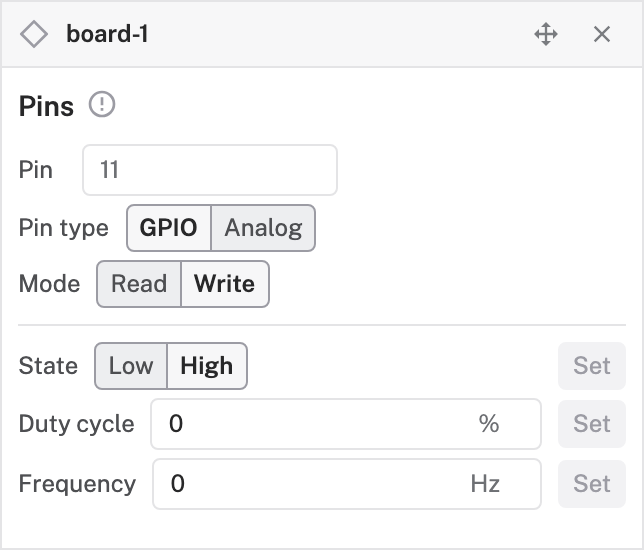 board-1
Pins
Pin 11
Pin type GPIO Analog
Mode Read Write
State Low High Set
Duty cycle 0 % Set
Frequency 0 Hz Set